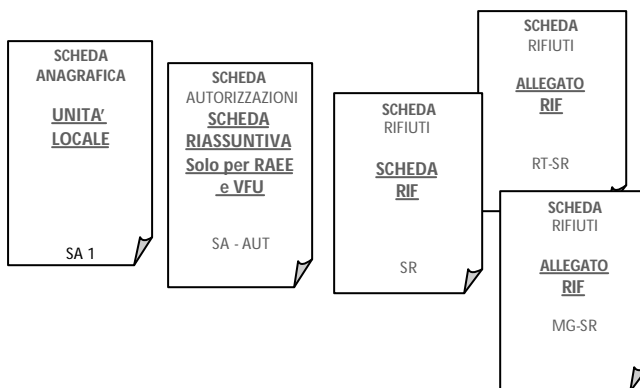 SCHEDA
ANAGRAFICA
UNITA'
LOCALE
SA 1
SCHEDA
AUTORIZZAZIONI
SCHEDA
RIASSUNTIVA
Solo per RAEE
e VFU
SA - AUT
SCHEDA
RIFIUTI
SCHEDA
RIF
SR
SCHEDA
RIFIUTI
ALLEGATO
RIF
RT-SR
SCHEDA
RIFIUTI
ALLEGATO
RIF
MG-SR